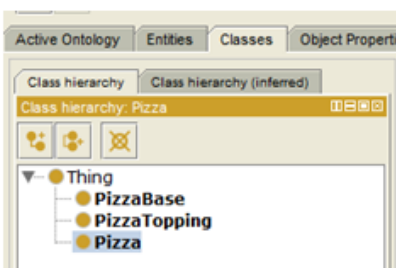 Active Ontology Entities Classes Object Properti
Class hierarchy Class hierarchy (inferred)
Class hierarchy: Pizza
Thing
PizzaBase
PizzaTopping
Pizza